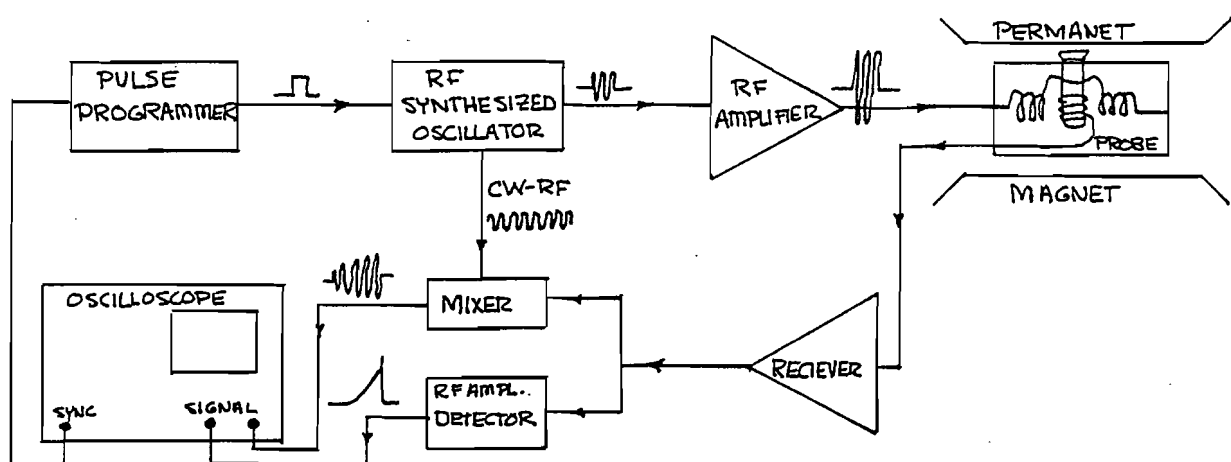 PULSE
PROGRAMMER
RF
SYNTHESIZED
OSCILLATOR
RF
AMPLIFIER
PERMANET
PROBE
MAGNET
CW-RF
OSCILLOSCOPE
SYNC
SIGNAL
MIXER
RF AMPL..
DETECTOR
RECIEVER